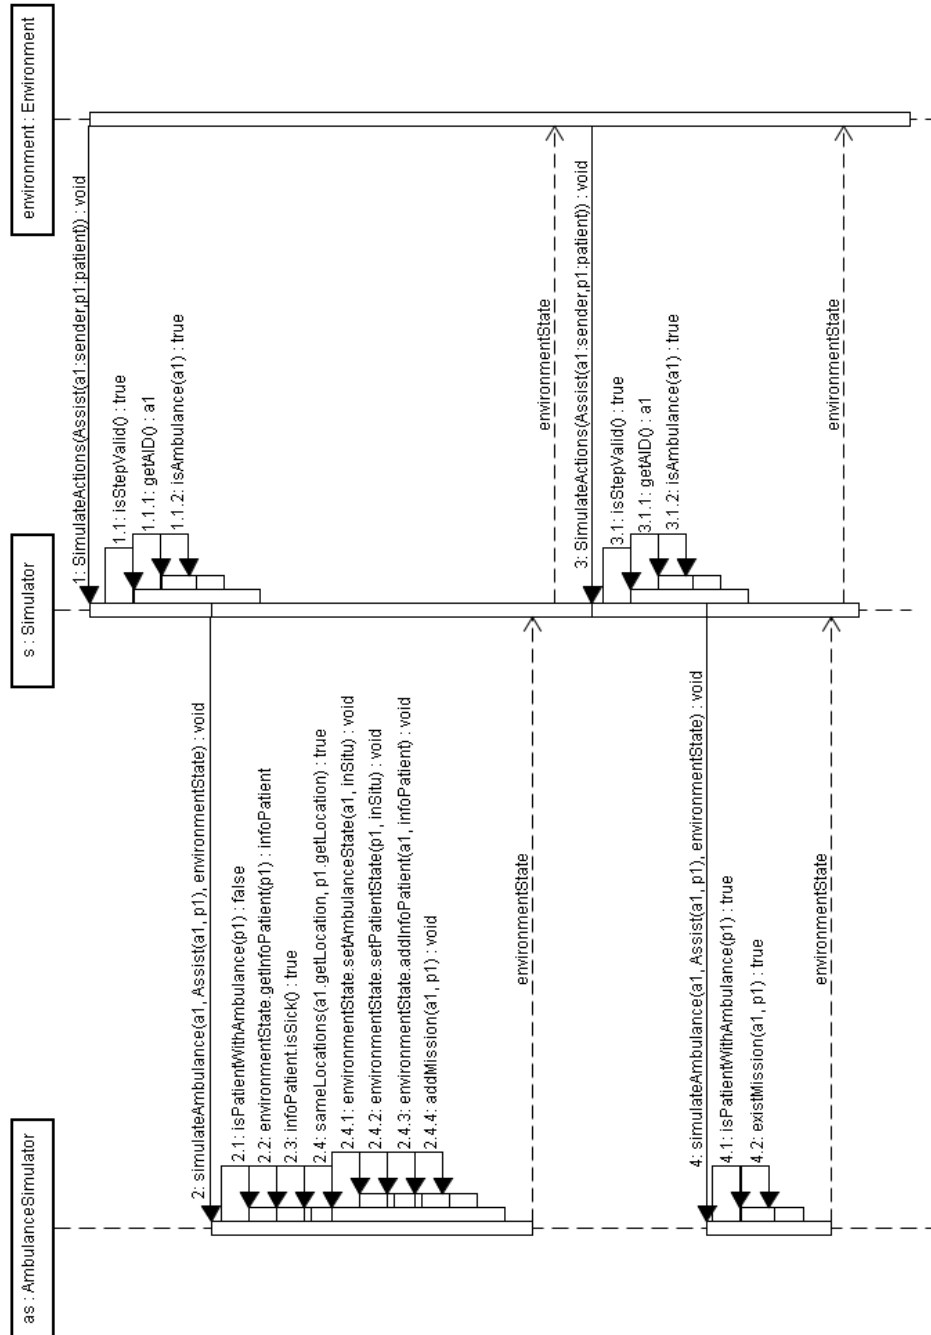 environment : Environment
s : Simulator
as : AmbulanceSimulator
1: SimulateActions(Assist(a1:sender,p1:patient)) : void
1.1: isStepValid() : true
1.1.1: getAID() : a1
1.1.2: isAmbulance(a1) : true
2: simulateAmbulance(a1, Assist(a1, p1), environmentState) : void
2.1: isPatientWithAmbulance(p1) : false
2.2: environmentState.getInfoPatient(p1) : infoPatient
2.3: infoPatient.isSick() : true
2.4: sameLocations(a1.getLocation, p1.getLocation) : true
2.4.1: environmentState.setAmbulanceState(a1, inSitu) : void
2.4.2: environmentState.setPatientState(p1, inSitu) : void
2.4.3: environmentState.addInfoPatient(a1, infoPatient) : void
2.4.4: addMission(a1, p1) : void
environmentState
environmentState
3: SimulateActions(Assist(a1:sender,p1:patient)) : void
3.1: isStepValid() : true
3.1.1: getAID() : a1
3.1.2: isAmbulance(a1) : true
4: simulateAmbulance(a1, Assist(a1, p1), environmentState) : void
4.1: isPatientWithAmbulance(p1) : true
4.2: existMission(a1, p1) : true
environmentState
environmentState